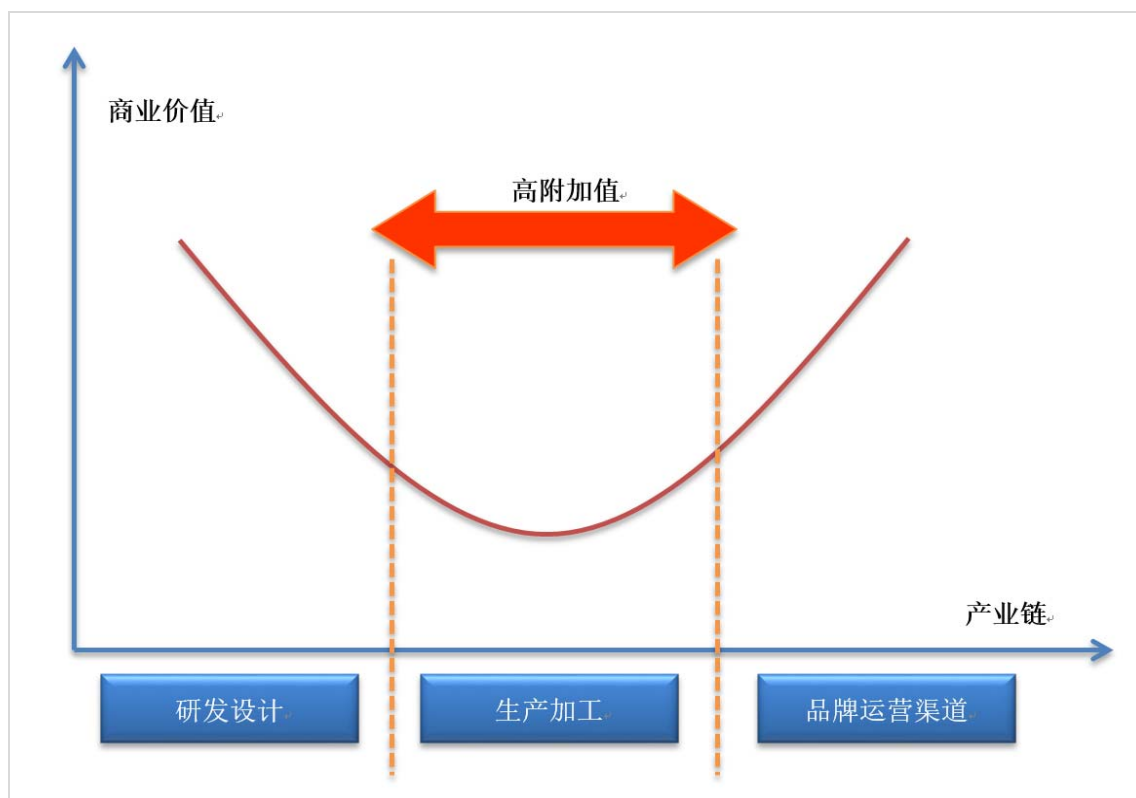 商业价值
高附加值
产业链
研发设计
生产加工
品牌运营渠道